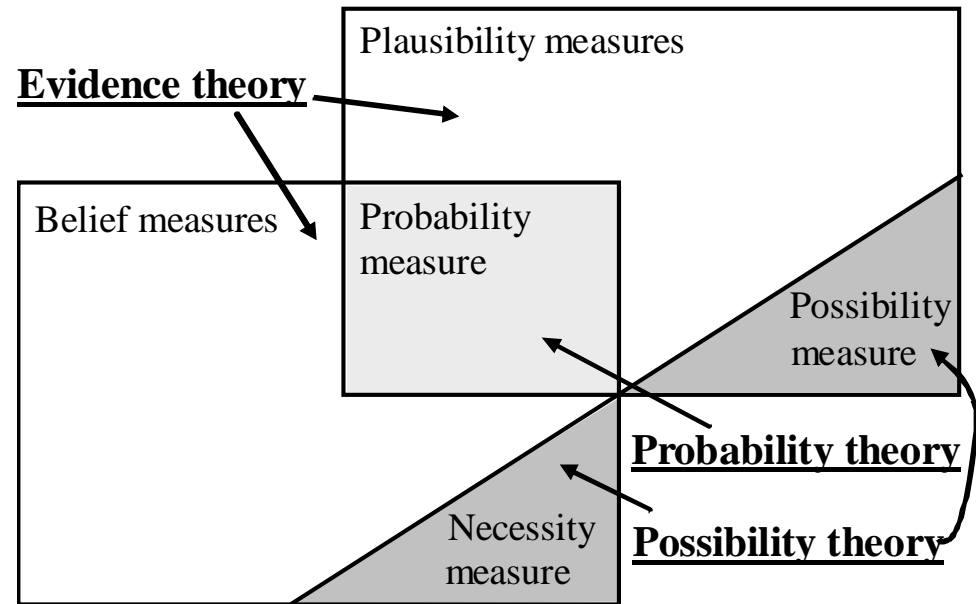 Plausibility measures
Evidence theory
Belief measures
Probability
measure
Possibility
measure
Probability theory
Necessity
measure
Possibility theory